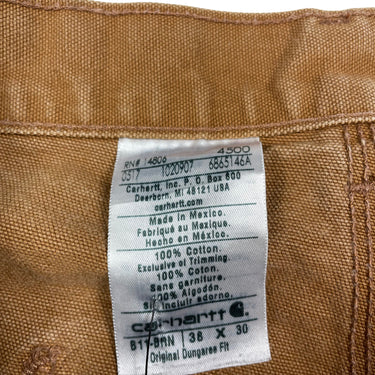 RN# 14806 4500
0317 1020907 6865146A
Carhartt, Inc. P.O. Box 600
Dearborn, MI 48121 USA
carhartt.com
Made in Mexico.
Fabriqué au Mexique.
Hecho en México.
100% Cotton.
Exclusive of Trimming.
100% Coton.
Sans garniture.
100% Algodón.
Sin incluir adorno.
carhartt
B11-BRN 38 X 30
Original Dungaree Fit